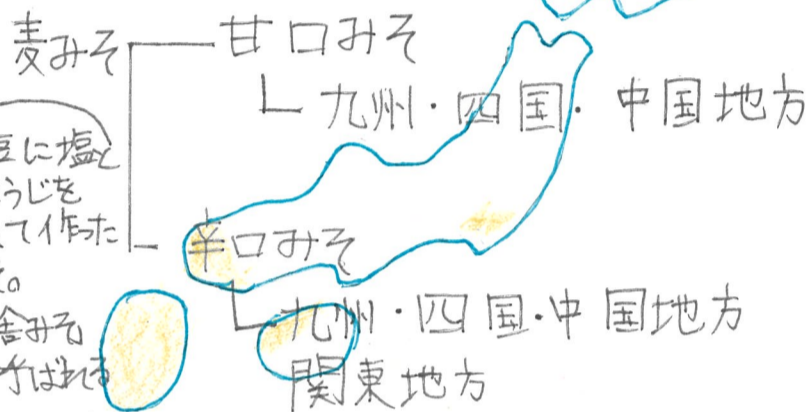 麦みそ
甘口みそ
九州・四国・中国地方
豆に塩と
うじを
て作った
。
辛口みそ
舎みそ
呼ばれる
九州・四国・中国地方
関東地方